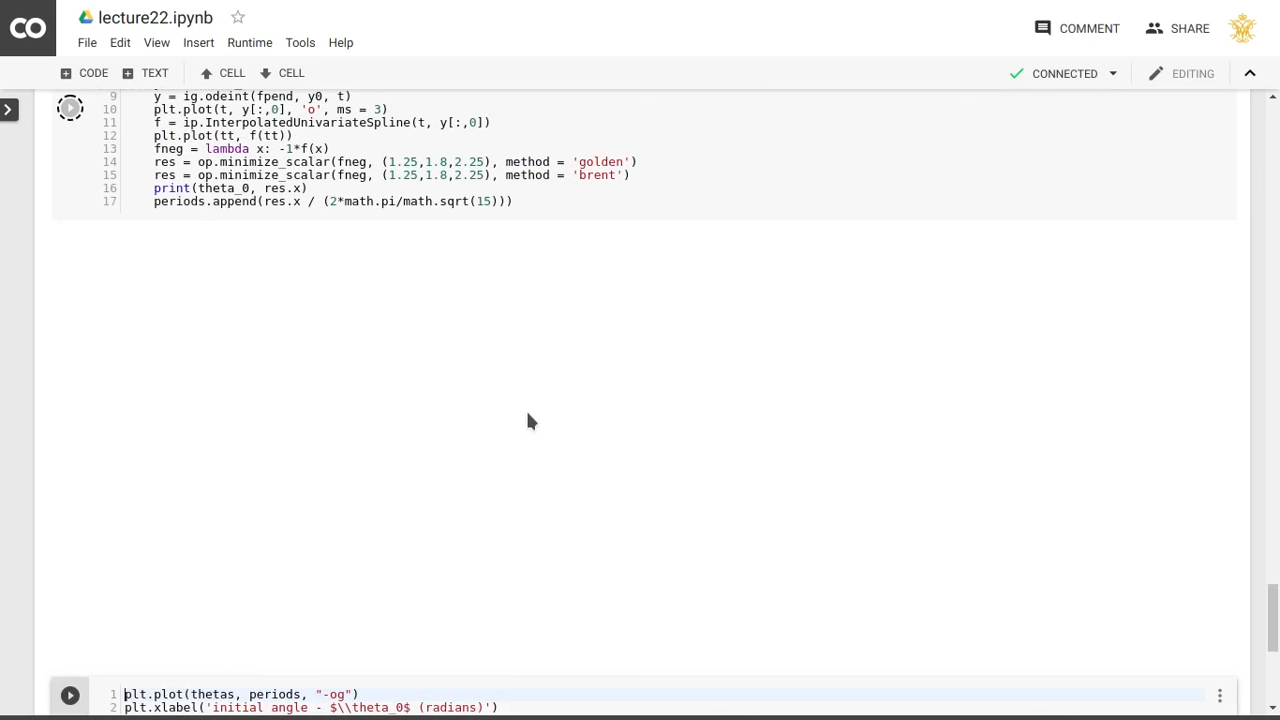 CO lecture22.ipynb
File Edit View Insert Runtime Tools Help
COMMENT SHARE
CODE TEXT CELL CELL CONNECTED EDITING
9 y = ig.odeint(fpend, y0, t)
10 plt.plot(t, y[:,0], 'o', ms = 3)
11 f = ip.InterpolatedUnivariateSpline(t, y[:,0])
12 plt.plot(tt, f(tt))
13 fneg = lambda x: -1*f(x)
14 res = op.minimize_scalar(fneg, (1.25,1.8,2.25), method = 'golden')
15 res = op.minimize_scalar(fneg, (1.25,1.8,2.25), method = 'brent')
16 print(theta_0, res.x)
17 periods.append(res.x / (2*math.pi/math.sqrt(15)))
1 plt.plot(thetas, periods, "-og")
2 plt.xlabel('initial angle - $\\theta_0$ (radians)')